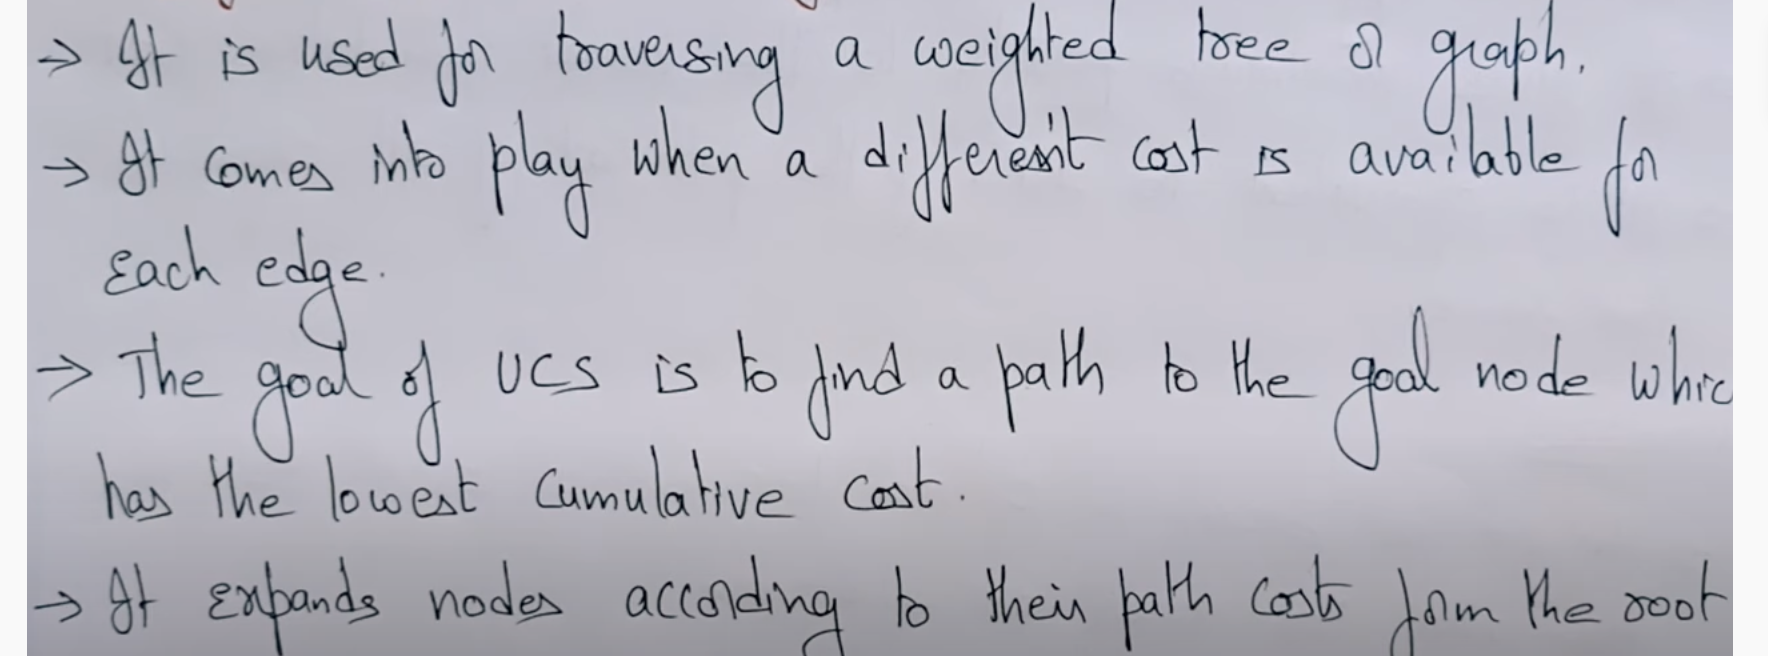 → It is used for traversing a weighted tree or graph.
→ It Comes into play when a different cost is available for
Each edge.
→ The goal of UCS is to find a path to the goal node whic
has the lowest Cumulative Cost.
→ It Expands nodes according to their path Costs form the root